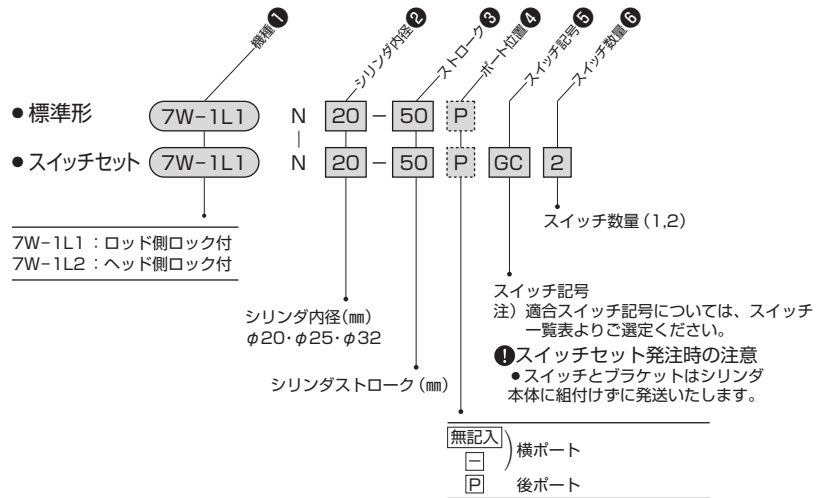 機種❶
シリンダ内径❷
ストローク❸
ポート位置❹
スイッチ記号❺
スイッチ数量❻
●標準形 7W-1L1 N 20 - 50 P
●スイッチセット 7W-1L1 N 20 - 50 P GC 2
7W-1L1：ロッド側ロック付
7W-1L2：ヘッド側ロック付
スイッチ数量（1,2）
スイッチ記号
注）適合スイッチ記号については、スイッチ
一覧表よりご選定ください。
シリンダ内径（㎜）
φ20･φ25･φ32
!スイッチセット発注時の注意
●スイッチとブラケットはシリンダ
本体に組付けずに発送いたします。
シリンダストローク（㎜）
無記入
－
横ポート
P 後ポート